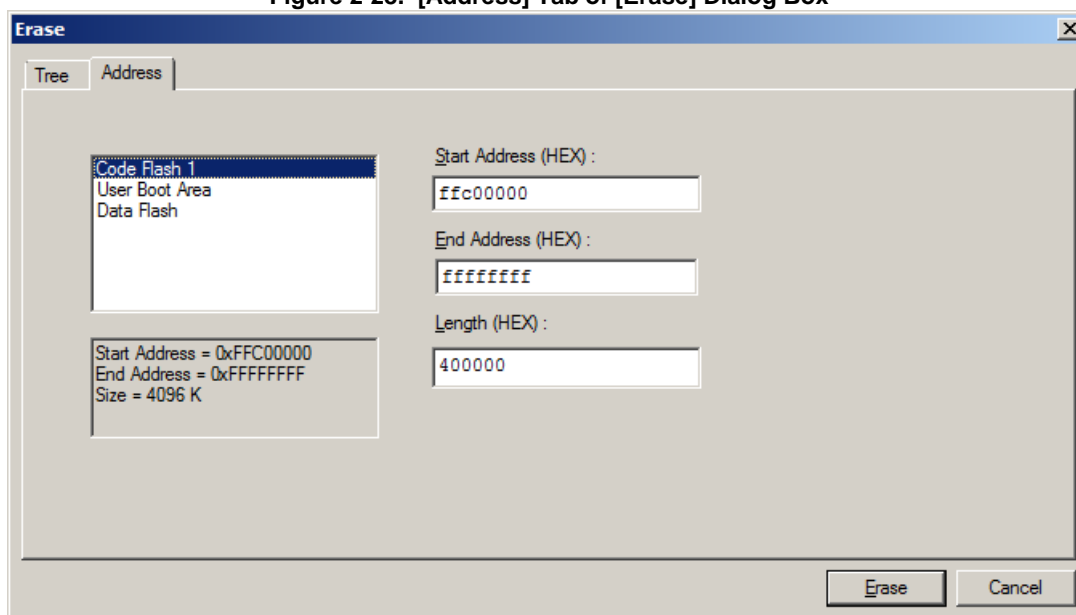 Figure 2-23. [Address] Tab of [Erase] Dialog Box
Erase
Tree Address
Code Flash 1
User Boot Area
Data Flash
Start Address = 0xFFC00000
End Address = 0xFFFFFFFF
Size = 4096 K
Start Address (HEX) :
ffc00000
End Address (HEX) :
ffffffff
Length (HEX) :
400000
Erase Cancel